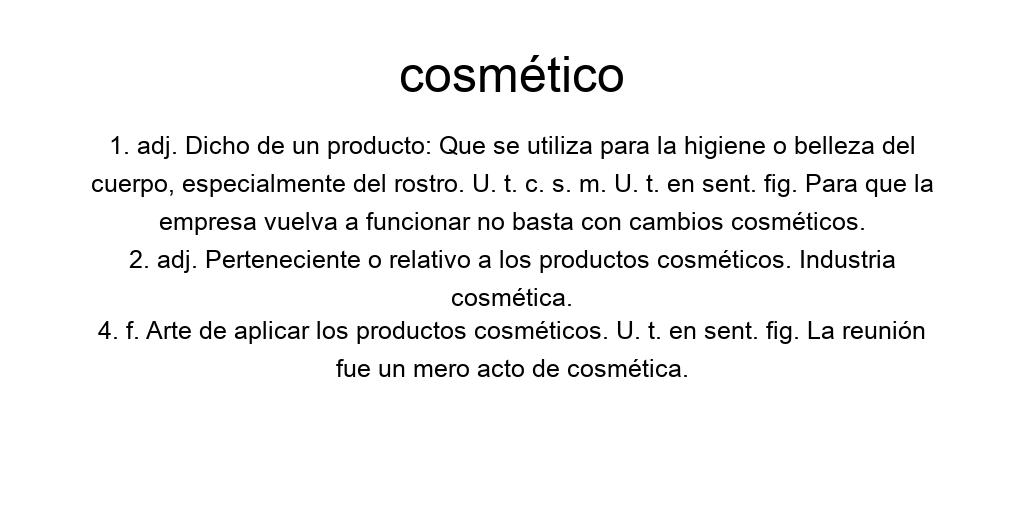 cosmético
1. adj. Dicho de un producto: Que se utiliza para la higiene o belleza del
cuerpo, especialmente del rostro. U. t. c. s. m. U. t. en sent. fig. Para que la
empresa vuelva a funcionar no basta con cambios cosméticos.
2. adj. Perteneciente o relativo a los productos cosméticos. Industria
cosmética.
4. f. Arte de aplicar los productos cosméticos. U. t. en sent. fig. La reunión
fue un mero acto de cosmética.